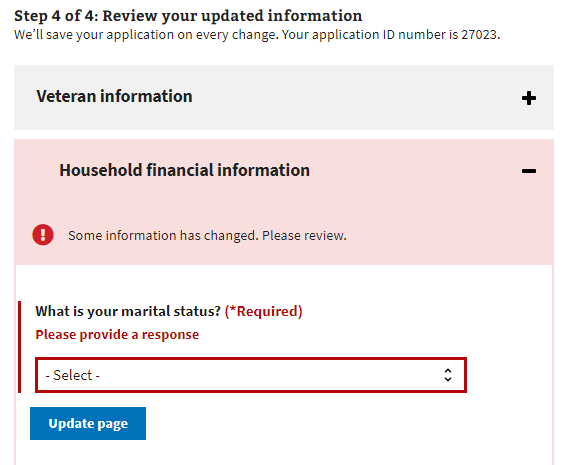 Step 4 of 4: Review your updated information
We’ll save your application on every change. Your application ID number is 27023.
Veteran information
Household financial information
Some information has changed. Please review.
What is your marital status? (*Required)
Please provide a response
- Select -
Update page